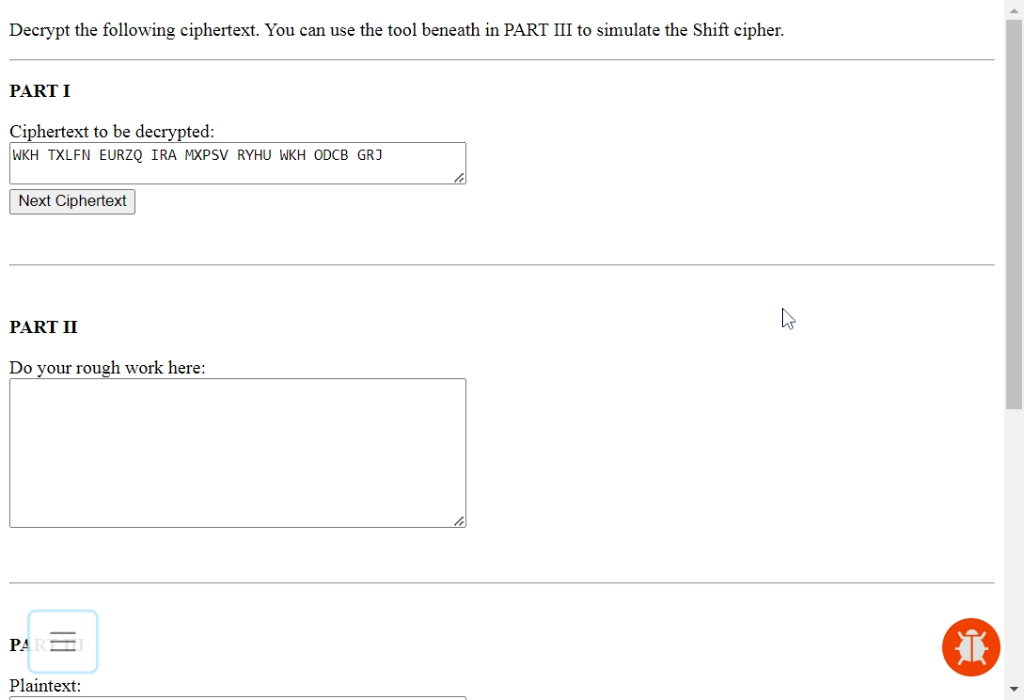 Decrypt the following ciphertext. You can use the tool beneath in PART III to simulate the Shift cipher.
PART I
Ciphertext to be decrypted:
WKH TXLFN EURZQ IRA MXPSV RYHU WKH ODCB GRJ
Next Ciphertext
PART II
Do your rough work here:
PART III
Plaintext: